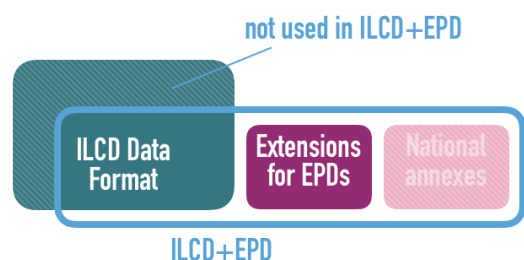 not used in ILCD+EPD
ILCD Data
Format
Extensions
for EPDs
National
annexes
ILCD+EPD